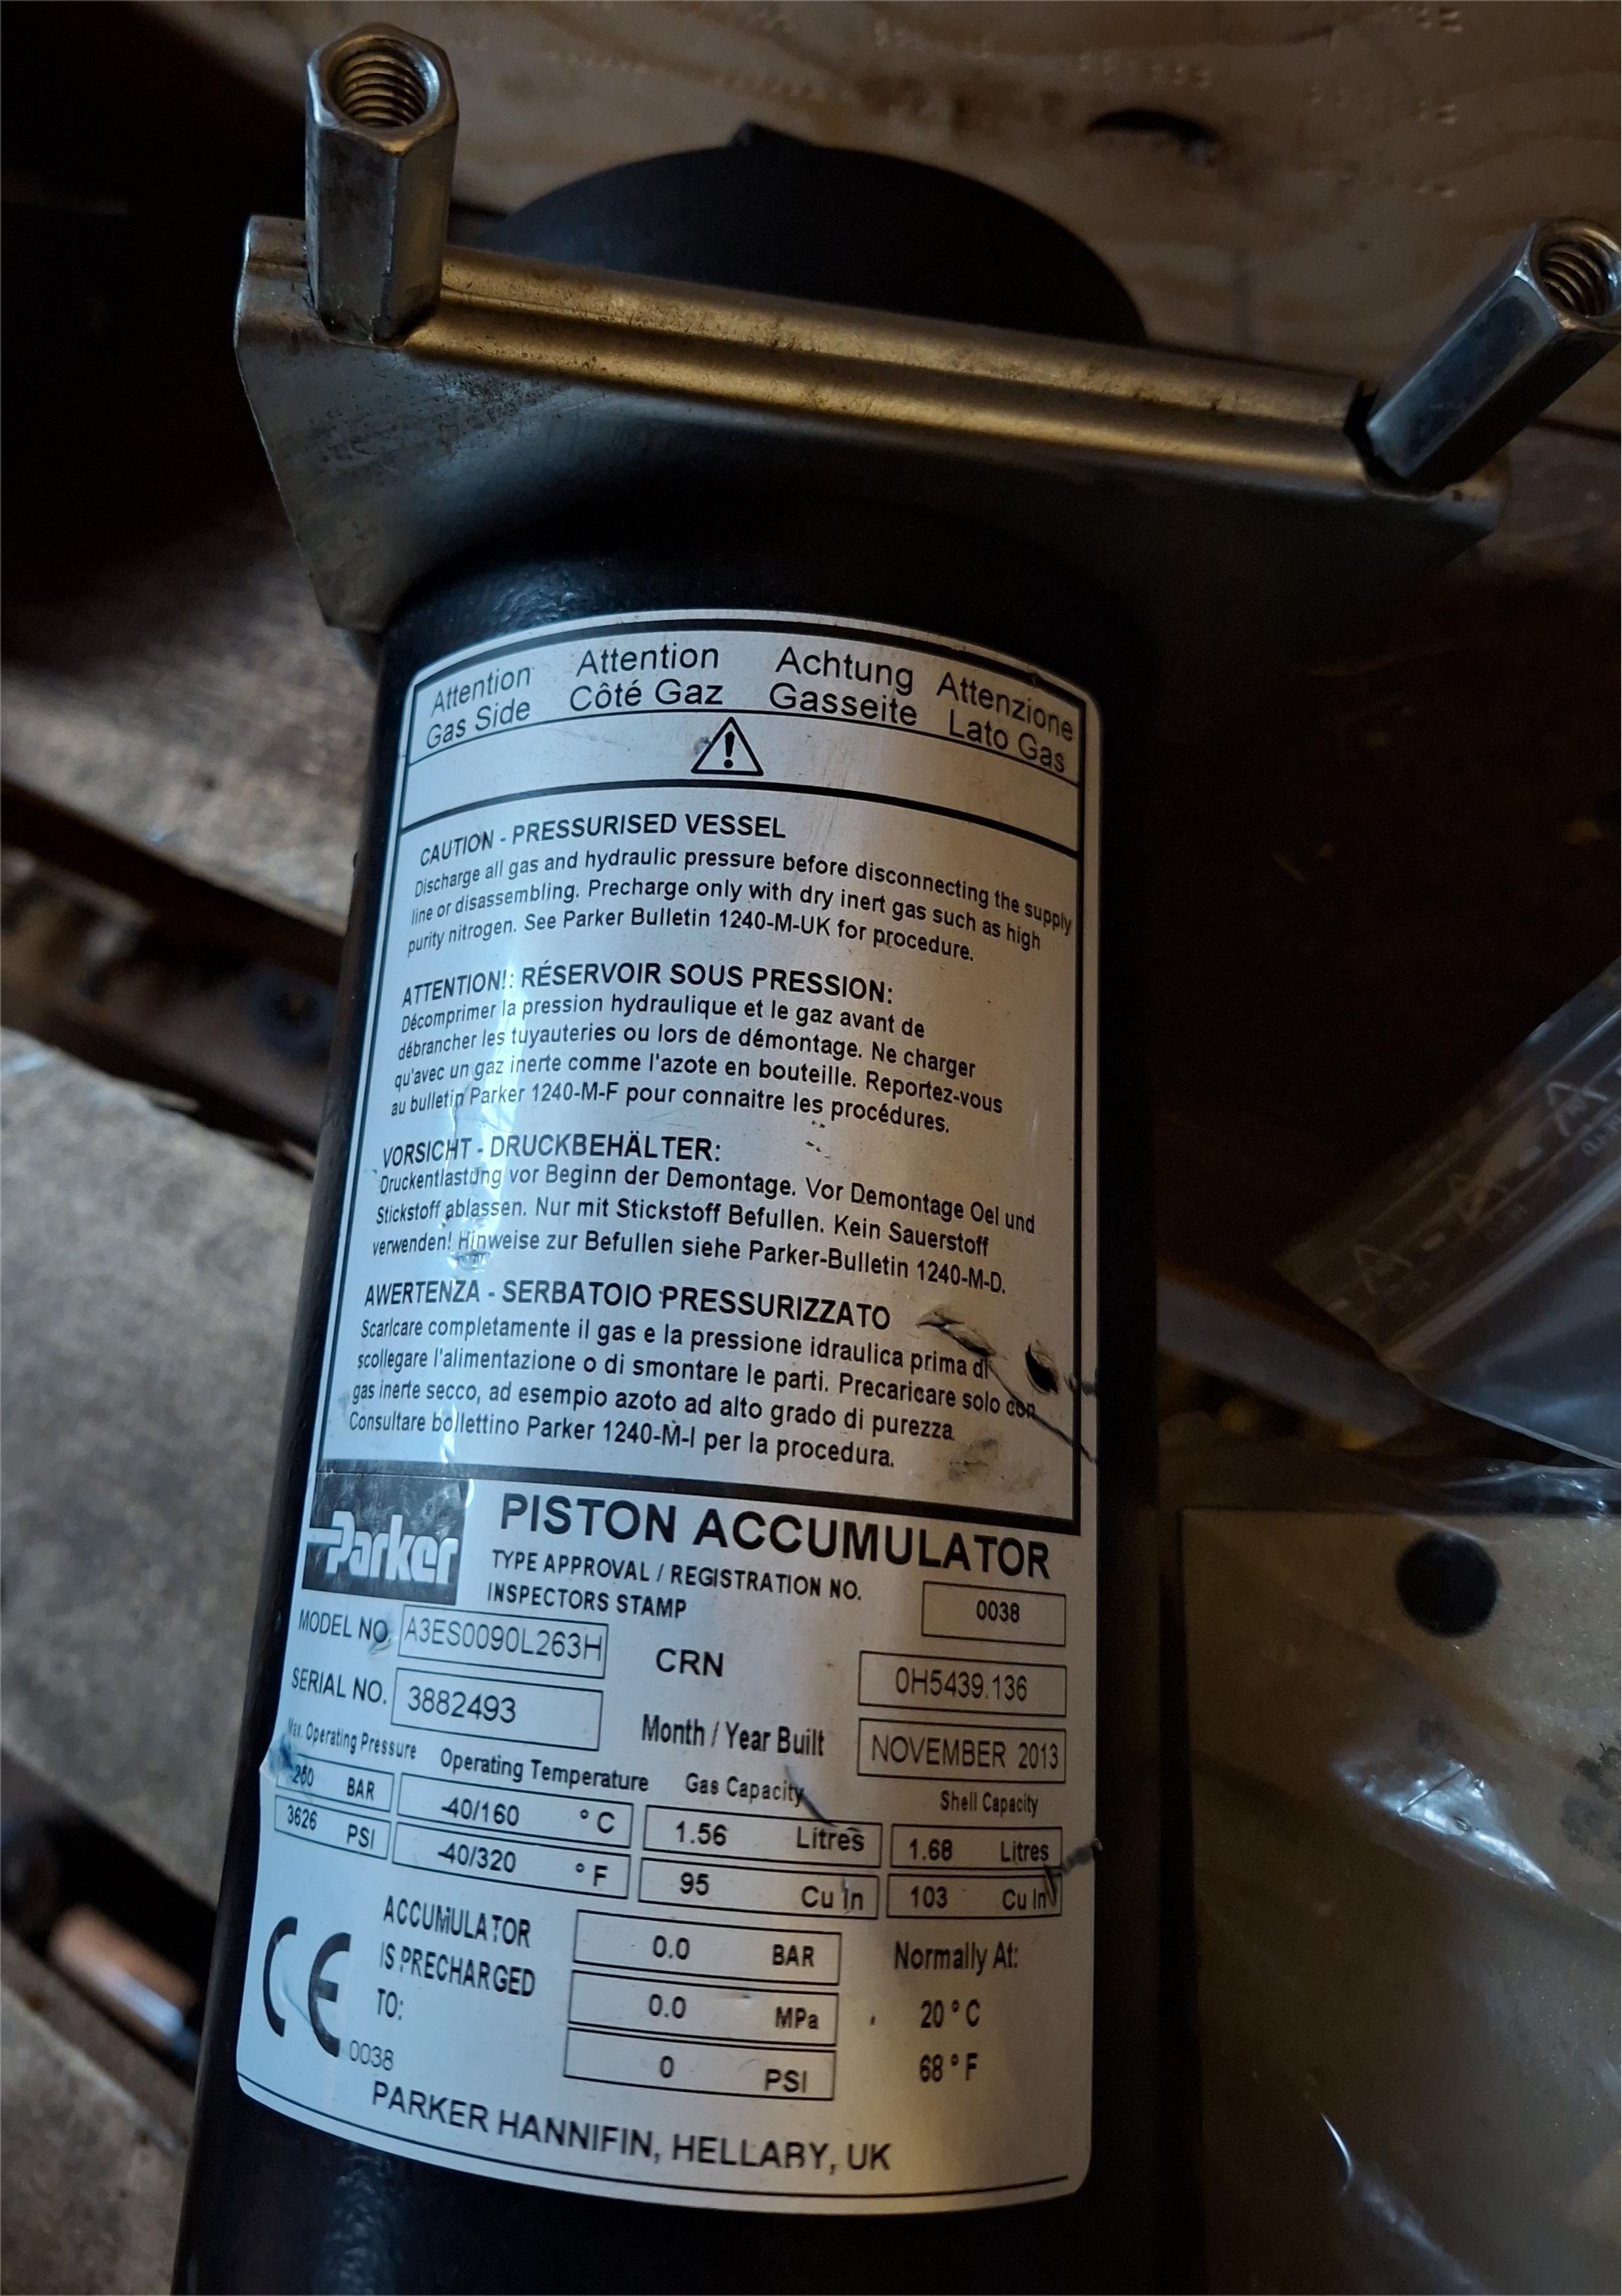 Attention Gas Side
Attention Côté Gaz
Achtung Gasseite
Attenzione Lato Gas
CAUTION - PRESSURISED VESSEL
Discharge all gas and hydraulic pressure before disconnecting the supply
line or disassembling. Precharge only with dry inert gas such as high
purity nitrogen. See Parker Bulletin 1240-M-UK for procedure.
ATTENTION!: RÉSERVOIR SOUS PRESSION:
Décomprimer la pression hydraulique et le gaz avant de
débrancher les tuyauteries ou lors de démontage. Ne charger
qu'avec un gaz inerte comme l'azote en bouteille. Reportez-vous
au bulletin Parker 1240-M-F pour connaitre les procédures.
VORSICHT - DRUCKBEHÄLTER:
Druckentlastung vor Beginn der Demontage. Vor Demontage Oel und
Stickstoff ablassen. Nur mit Stickstoff Befullen. Kein Sauerstoff
verwenden! Hinweise zur Befullen siehe Parker-Bulletin 1240-M-D.
AWERTENZA - SERBATOIO PRESSURIZZATO
Scarlcare completamente il gas e la pressione idraulica prima di
scollegare l'alimentazione o di smontare le parti. Precaricare solo con
gas inerte secco, ad esempio azoto ad alto grado di purezza.
Consultare bollettino Parker 1240-M-I per la procedura.
Parker
PISTON ACCUMULATOR
TYPE APPROVAL / REGISTRATION NO.
INSPECTORS STAMP
0038
MODEL NO. A3ES0090L263H
CRN 0H5439.136
SERIAL NO. 3882493
Month / Year Built NOVEMBER 2013
Max. Operating Pressure
260 BAR
3626 PSI
Operating Temperature
-40/160 °C
-40/320 °F
Gas Capacity
1.56 Litres
95 Cu In
Shell Capacity
1.68 Litres
103 Cu In
ACCUMULATOR
IS PRECHARGED
TO:
0.0 BAR
0.0 MPa
0 PSI
Normally At:
20 °C
68 °F
CE 0038
PARKER HANNIFIN, HELLABY, UK